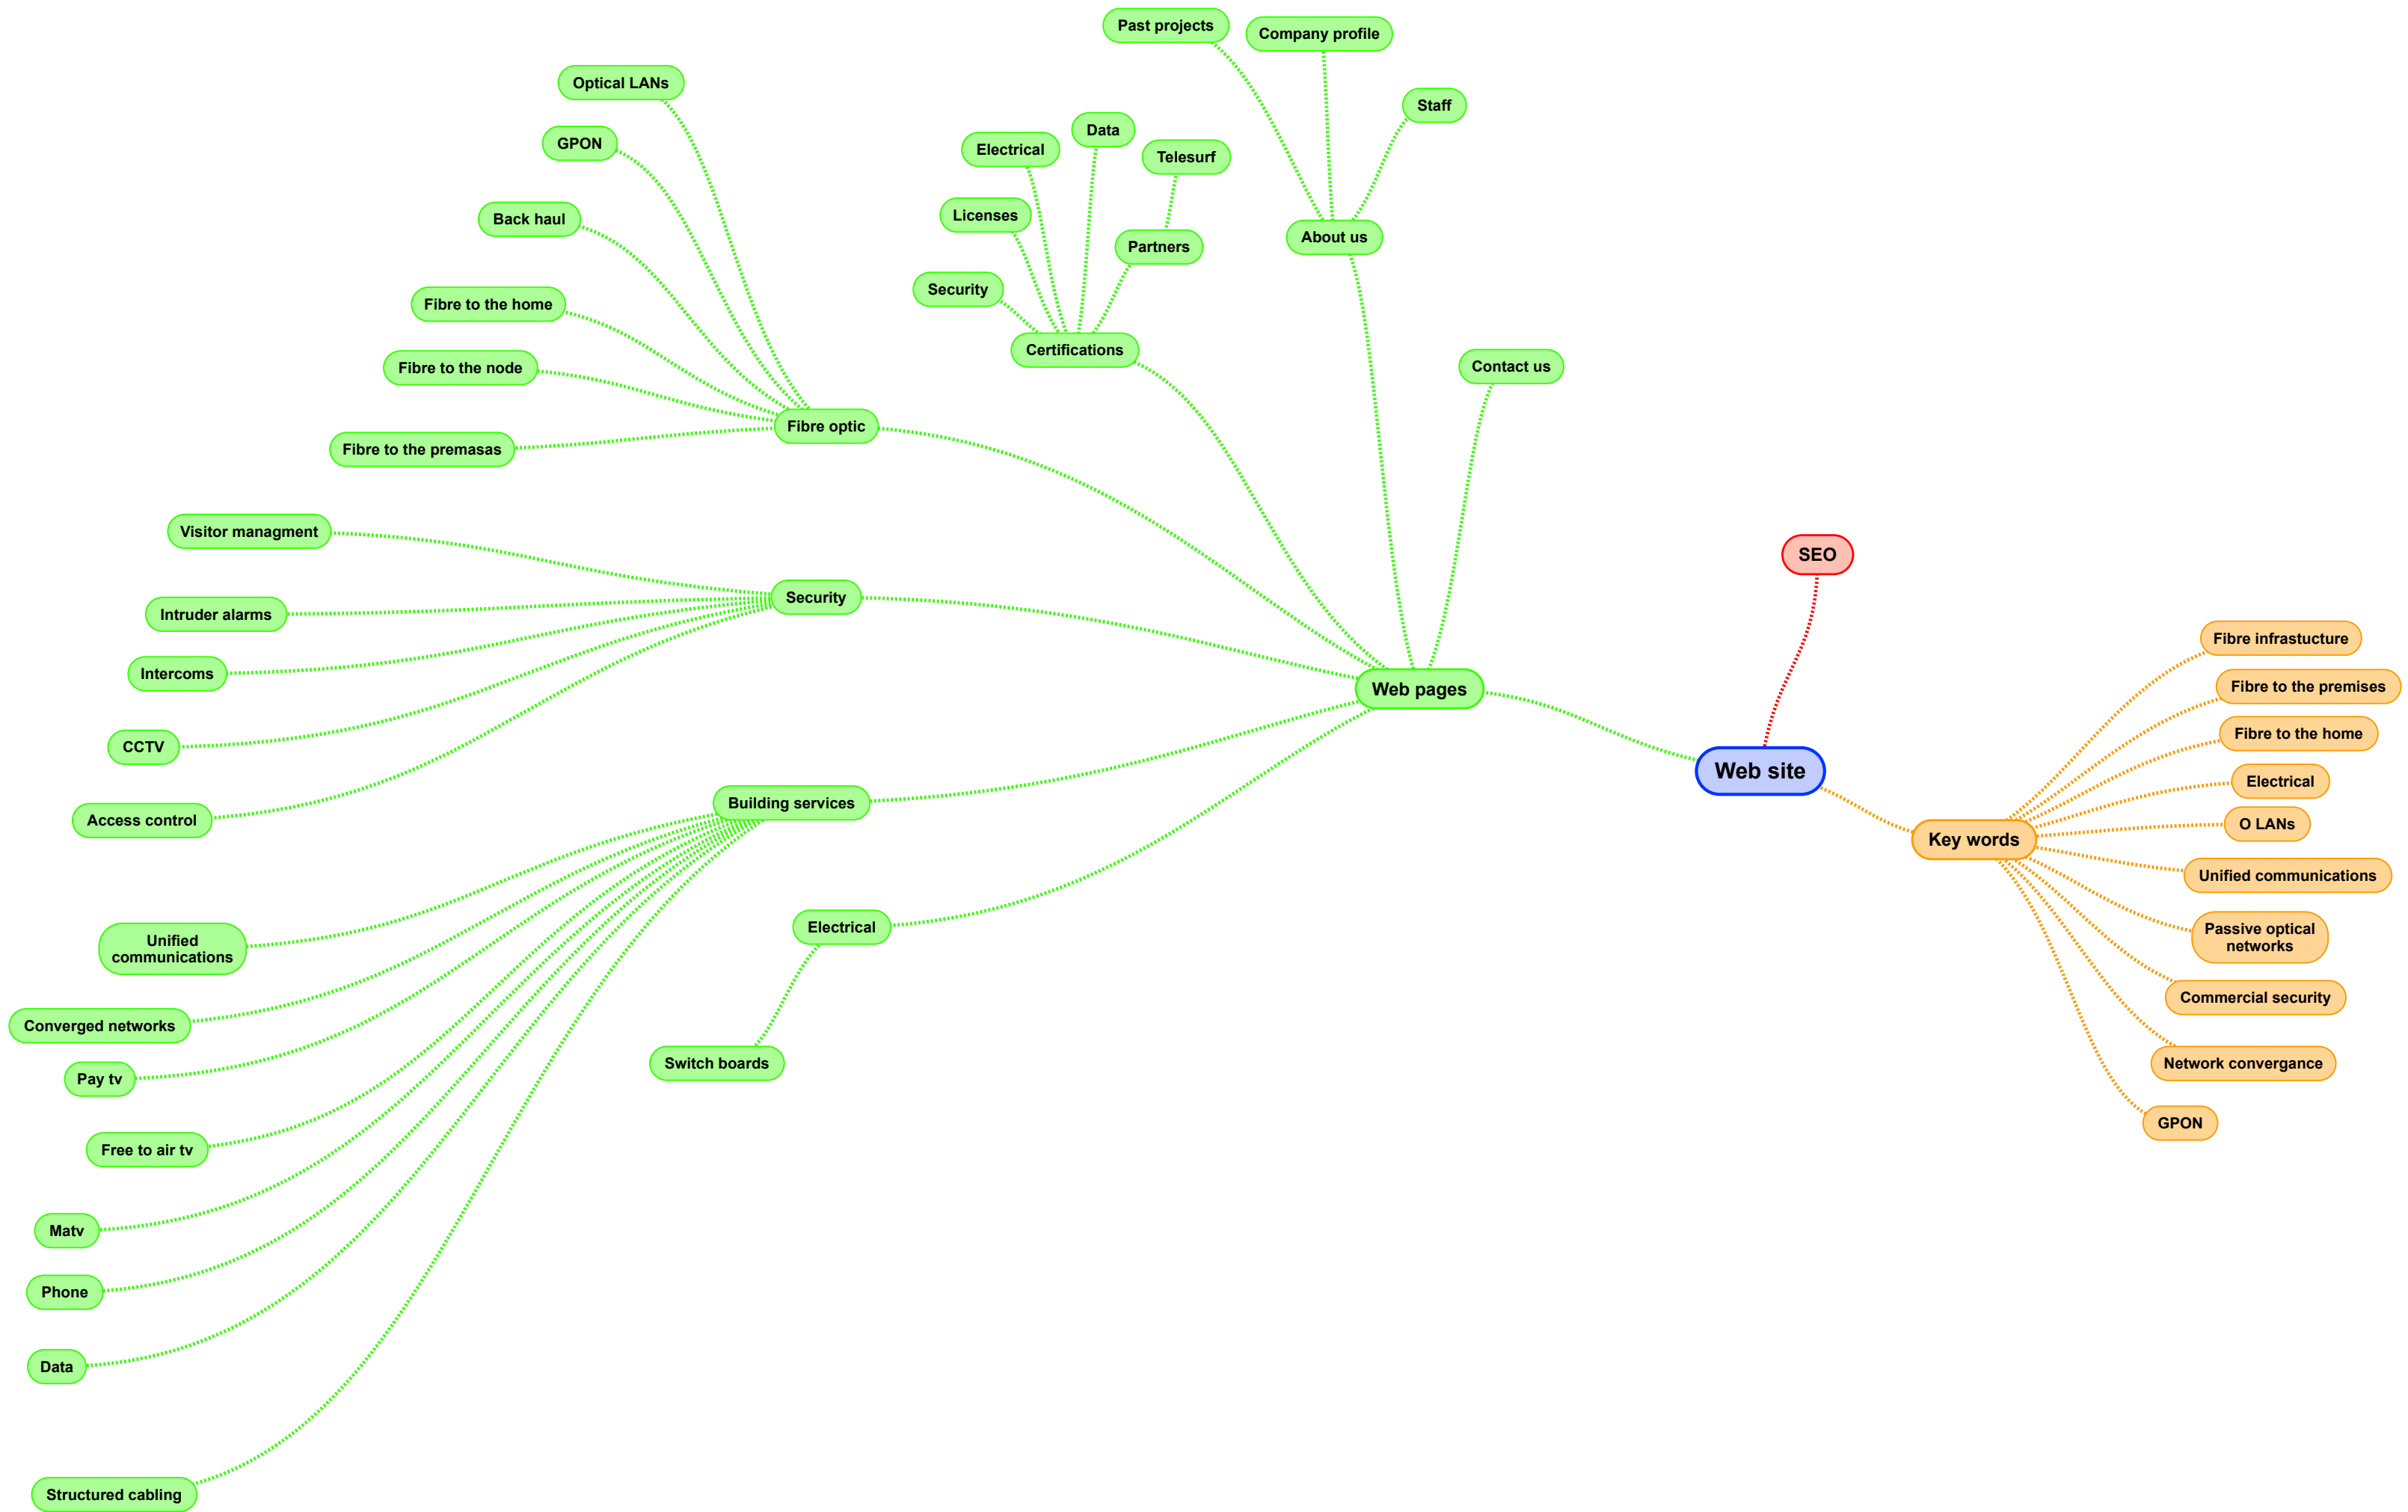 Past projects
Company profile
Optical LANs
Staff
Data
GPON
Electrical
Telesurf
Licenses
Back haul
About us
Partners
Security
Fibre to the home
Certifications
Fibre to the node
Contact us
Fibre optic
Fibre to the premasas
Visitor managment
SEO
Security
Intruder alarms
Fibre infrastucture
Intercoms
Fibre to the premises
Web pages
Fibre to the home
CCTV
Web site
Electrical
Building services
Access control
O LANs
Key words
Unified communications
Electrical
Unified
communications
Passive optical
networks
Commercial security
Converged networks
Switch boards
Network convergance
Pay tv
GPON
Free to air tv
Matv
Phone
Data
Structured cabling